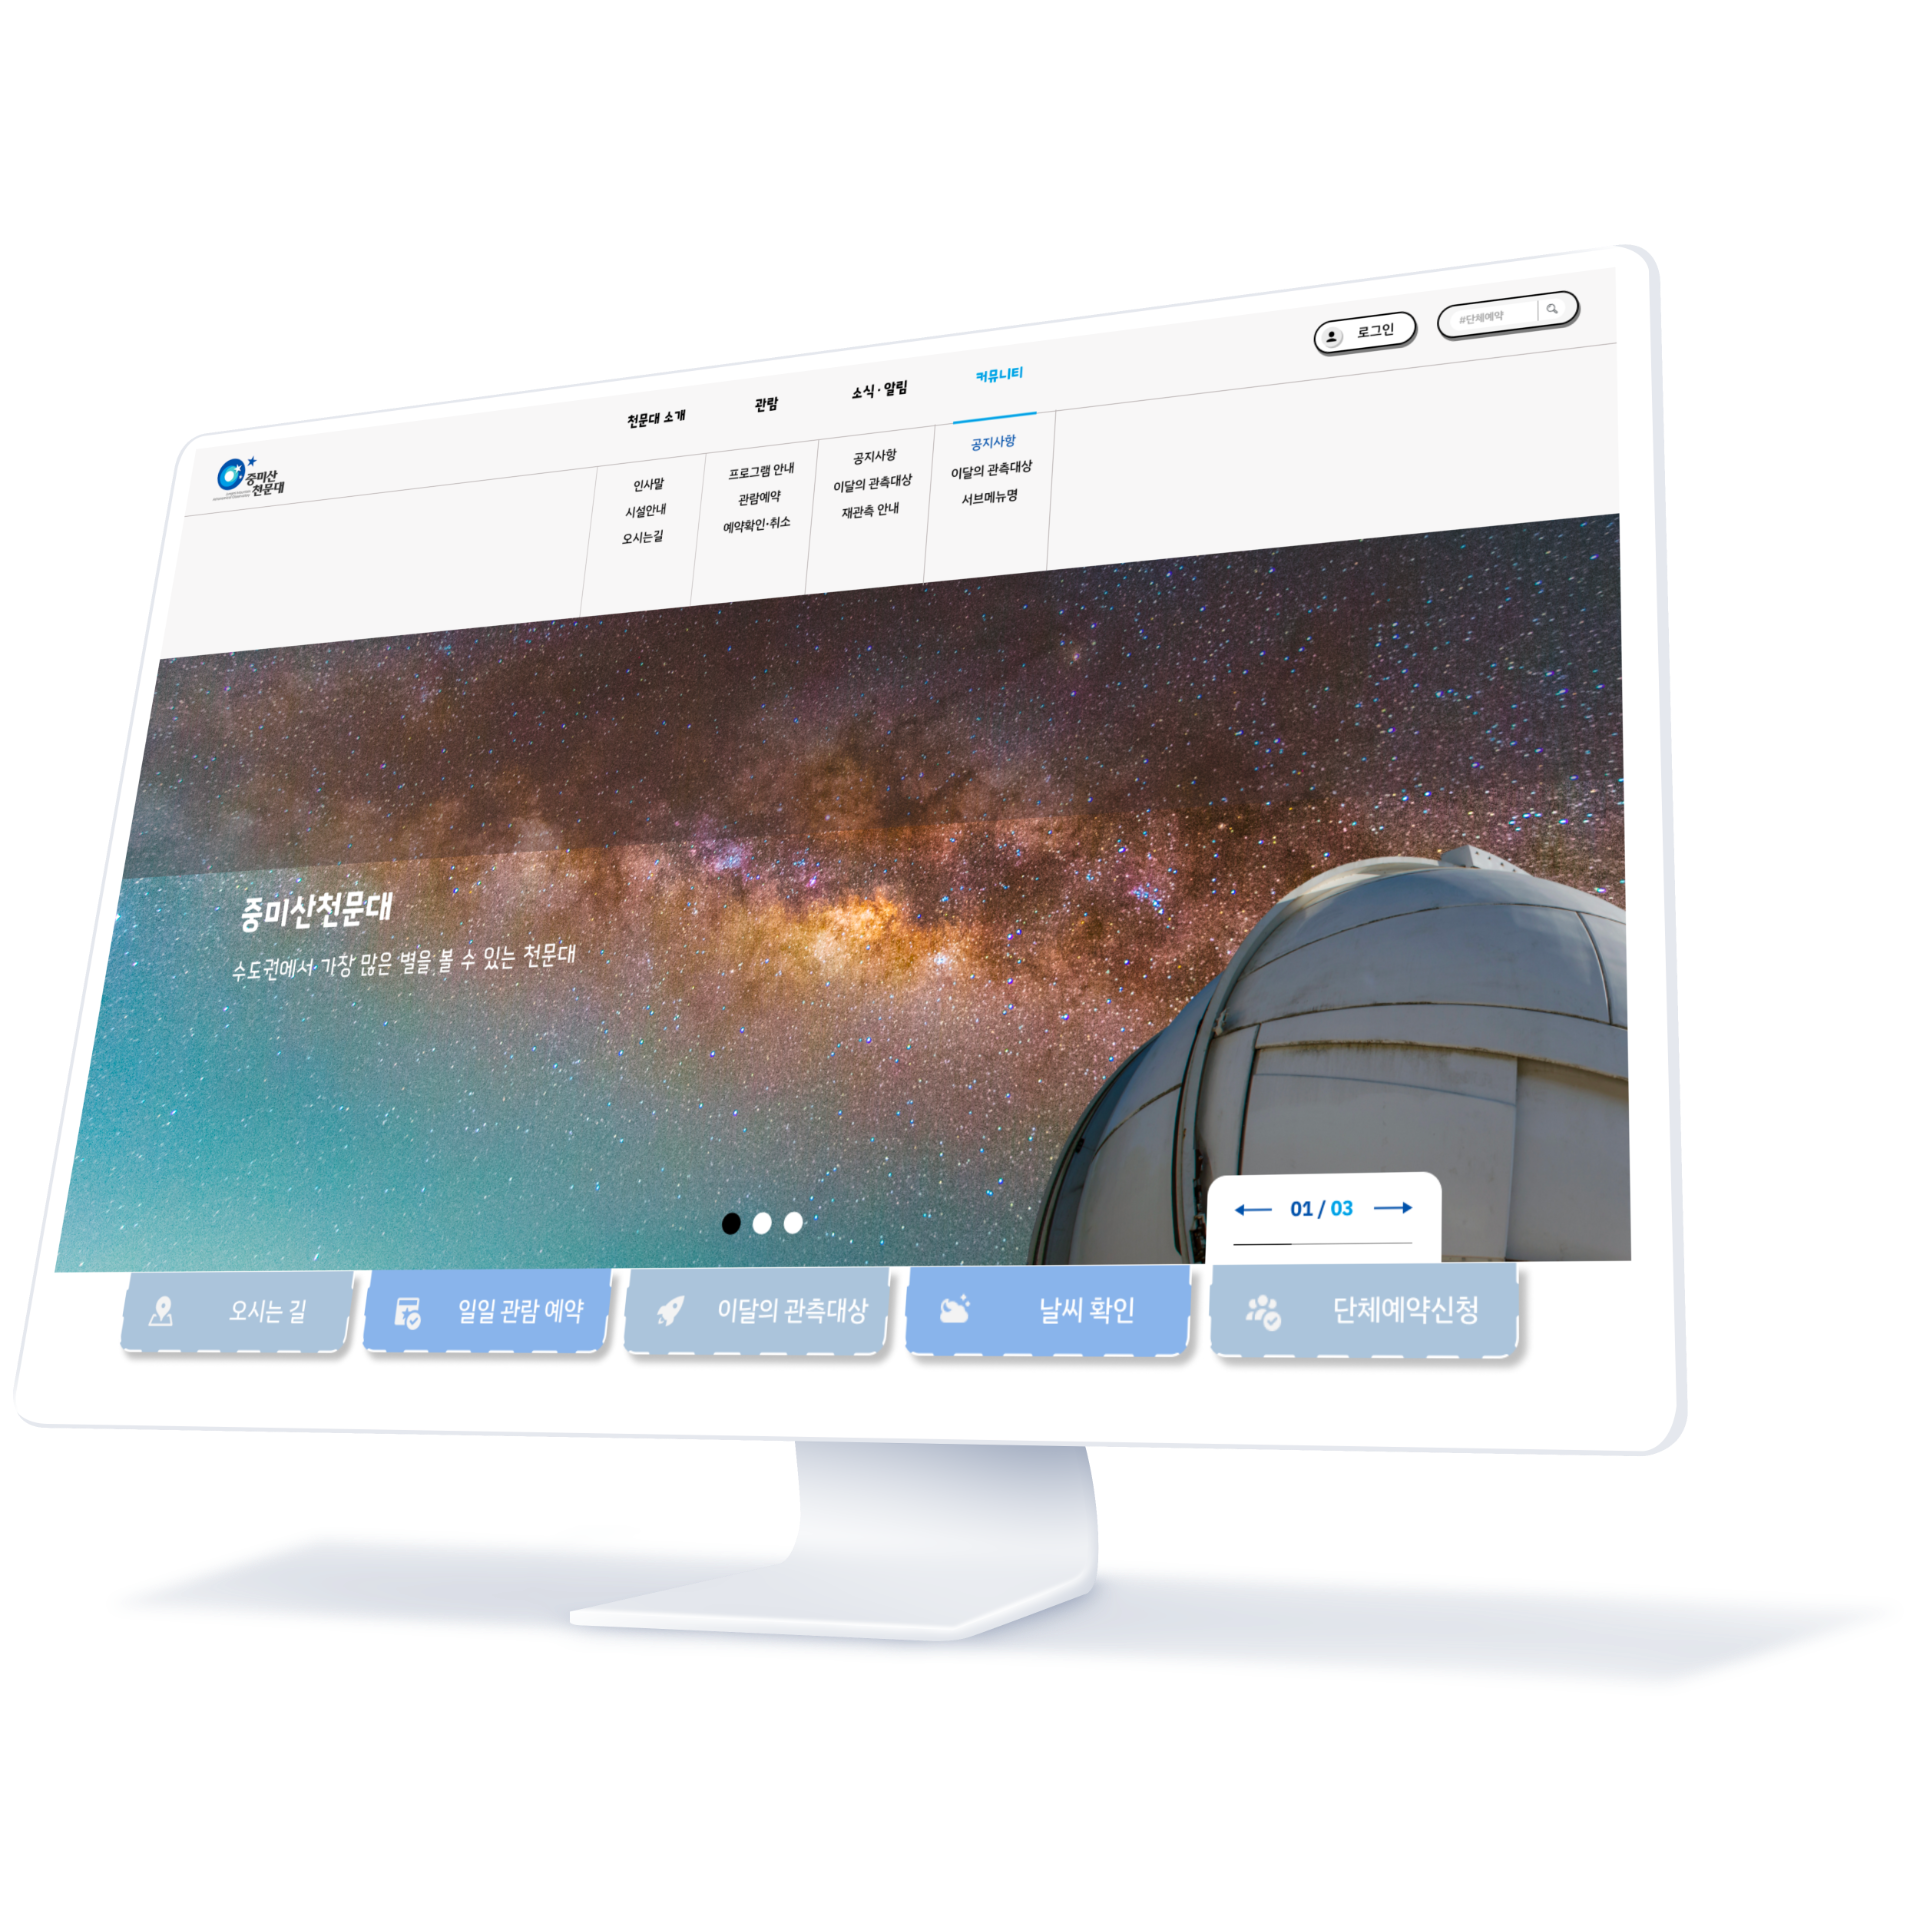 중미산
천문대
천문대 소개
관람
소식·알림
커뮤니티
로그인
#단체예약
인사말
시설안내
오시는길
프로그램 안내
관람예약
예약확인·취소
공지사항
이달의 관측대상
재관측 안내
공지사항
이달의 관측대상
서브메뉴명
중미산천문대
수도권에서 가장 많은 별을 볼 수 있는 천문대
01 / 03
오시는 길
일일 관람 예약
이달의 관측대상
날씨 확인
단체예약신청